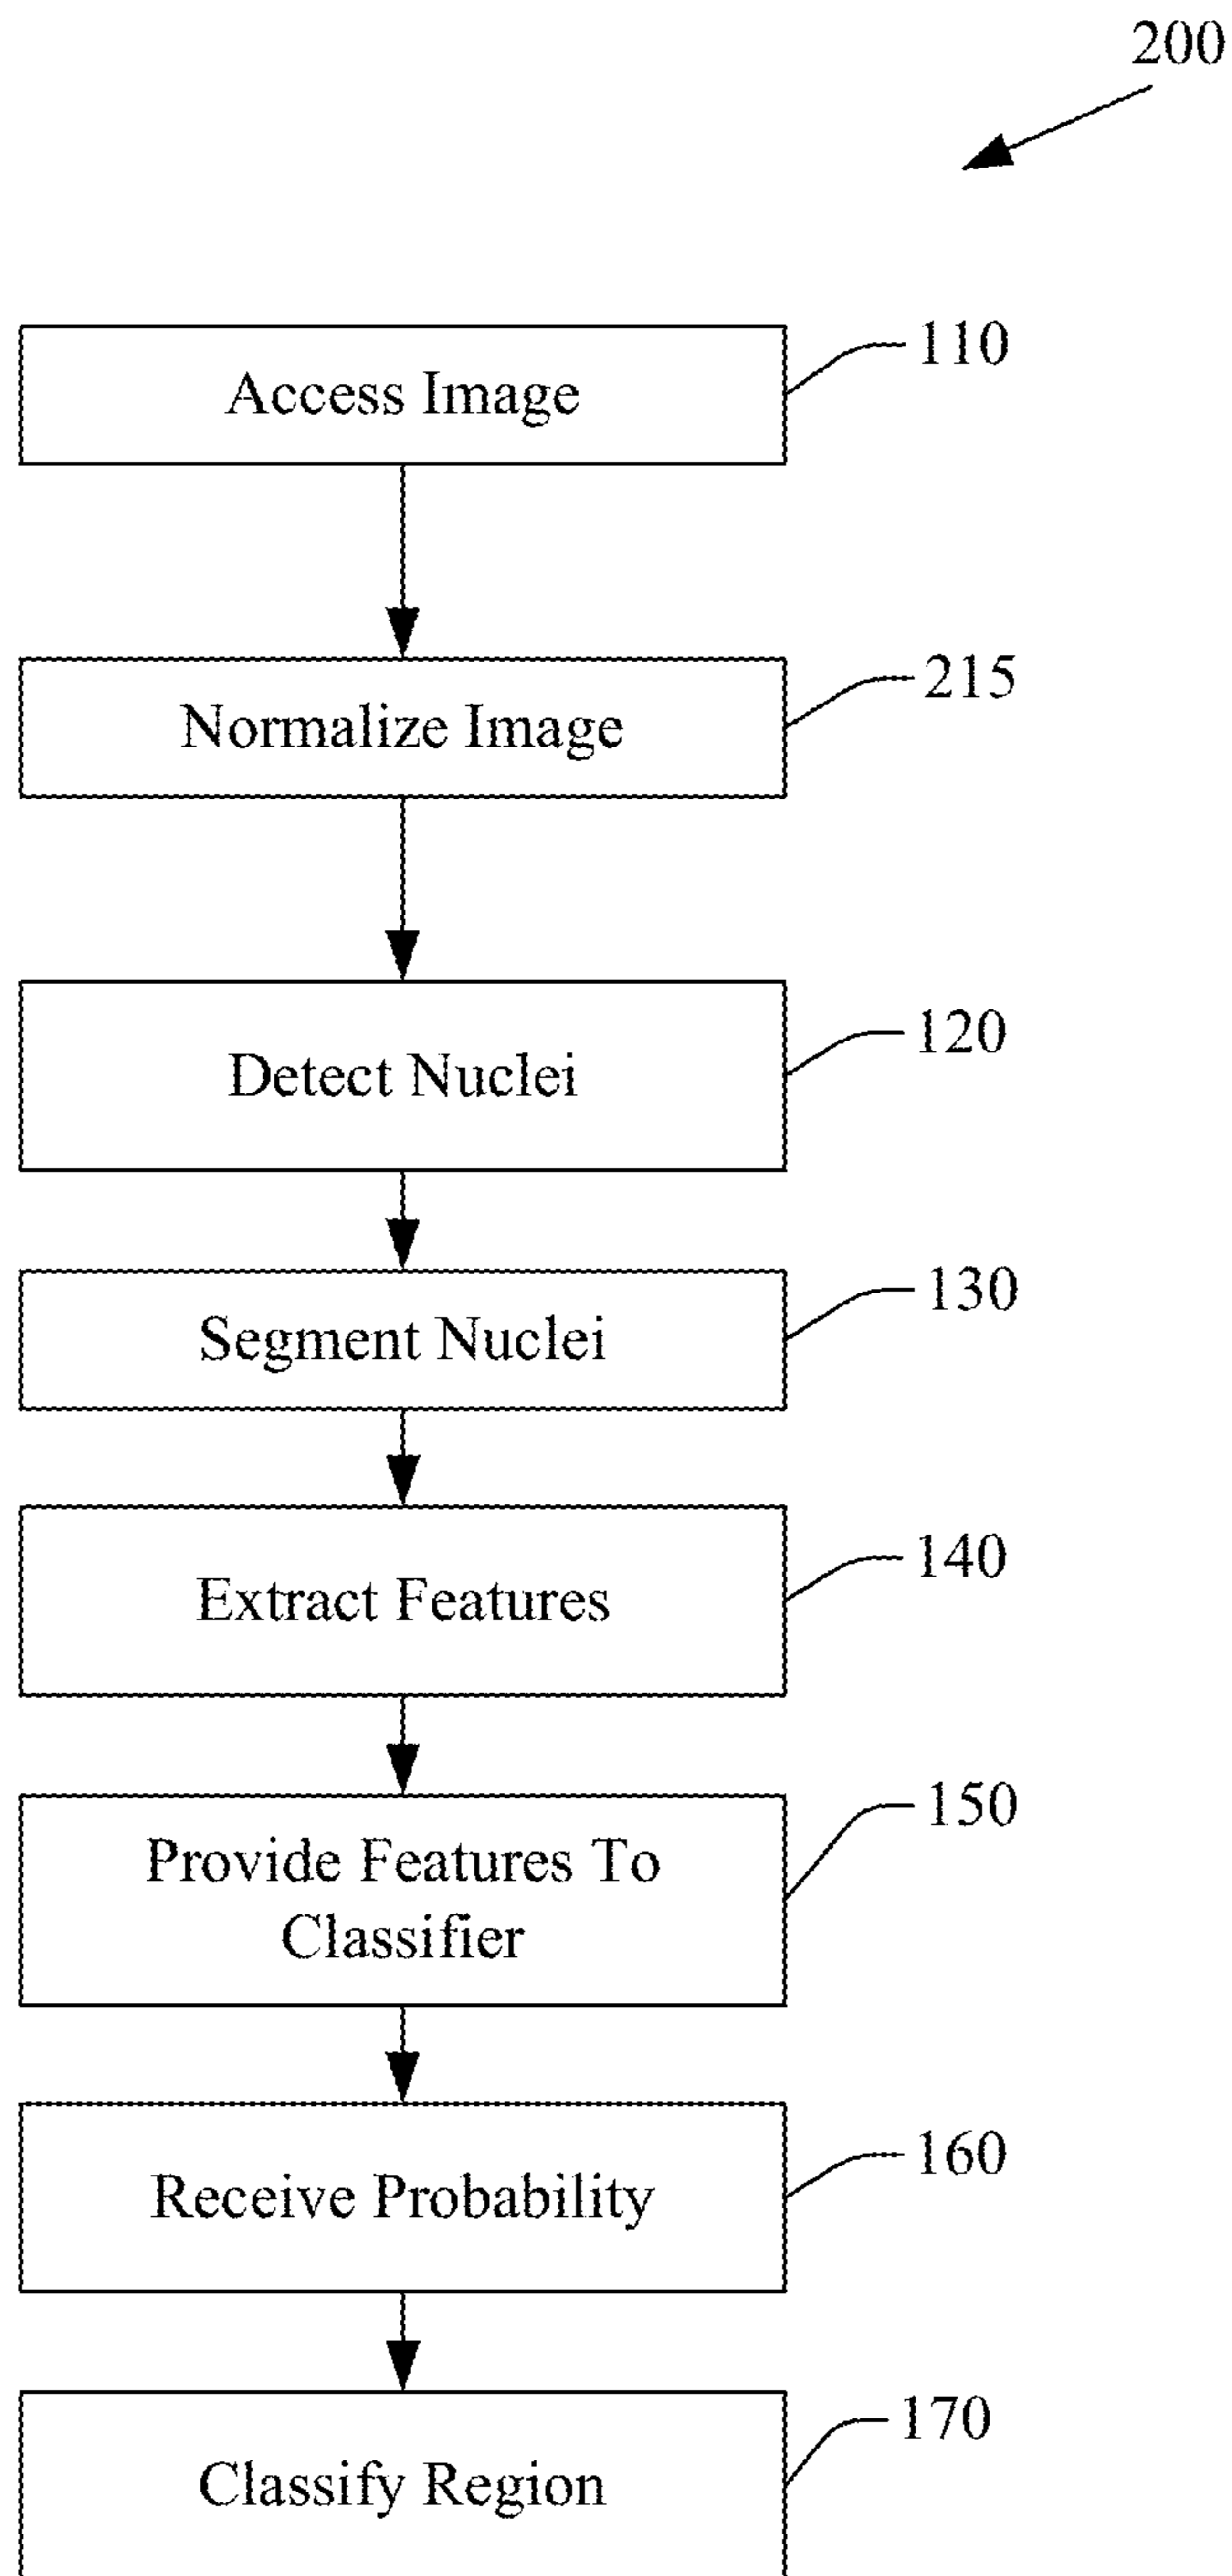 200
Access Image
110
Normalize Image
215
Detect Nuclei
120
Segment Nuclei
130
Extract Features
140
Provide Features To
Classifier
150
Receive Probability
160
Classify Region
170